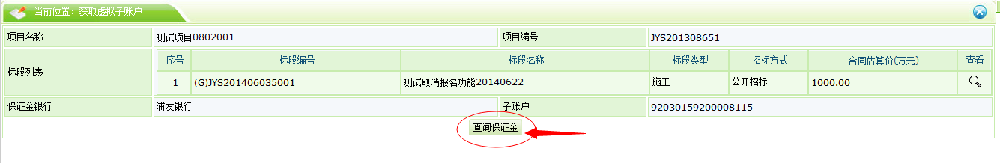 当前位置：获取虚拟子账户
项目名称 测试项目0802001 项目编号 JYS201308651
标段列表
序号 标段编号 标段名称 标段类型 招标方式 合同估算价(万元) 查看
1 (G)JYS201406035001 测试取消报名功能20140622 施工 公开招标 1000.00
保证金银行 浦发银行 子账户 92030159200008115
查询保证金